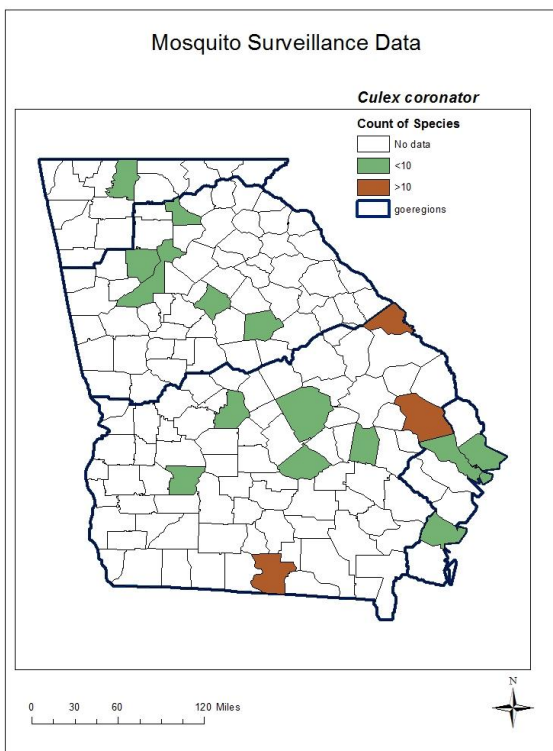 Mosquito Surveillance Data
Culex coronator
Count of Species
No data
<10
>10
goeregions
N
0 30 60 120 Miles